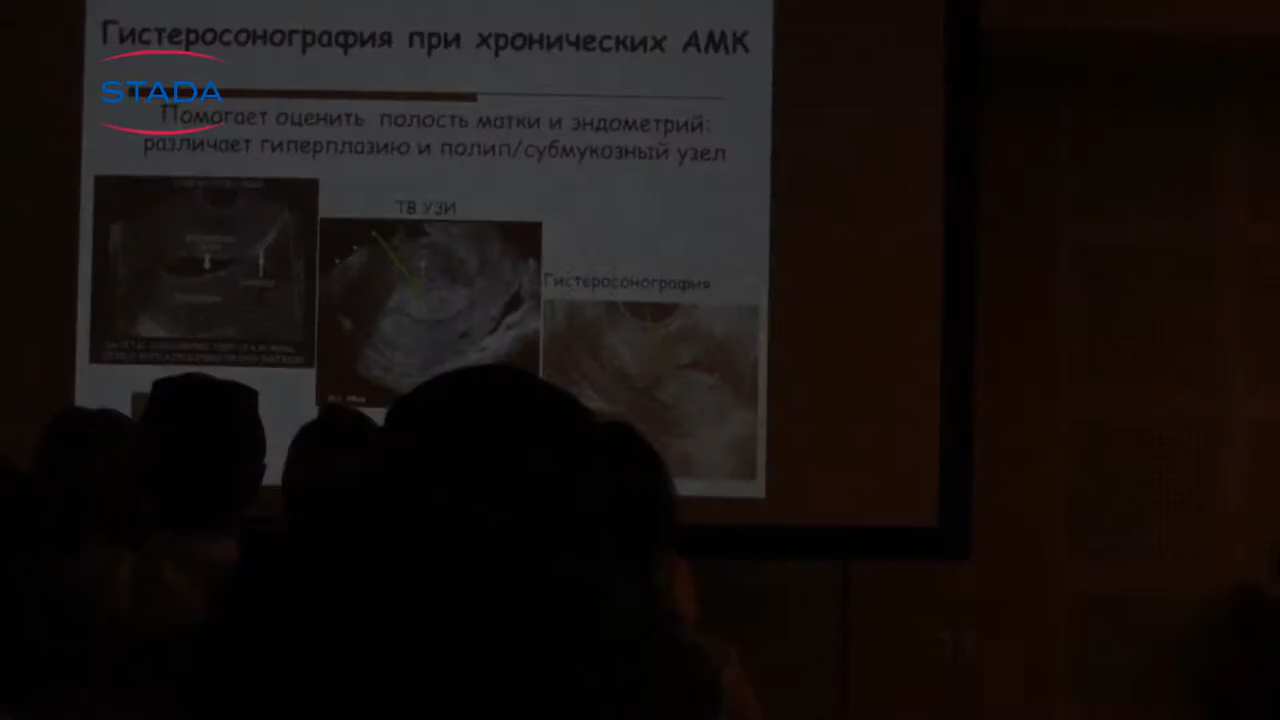 Гистеросонография при хронических АМК
STADA
Помогает оценить полость матки и эндометрий:
различает гиперплазию и полип/субмукозный узел
ТВ УЗИ
Гистеросонография